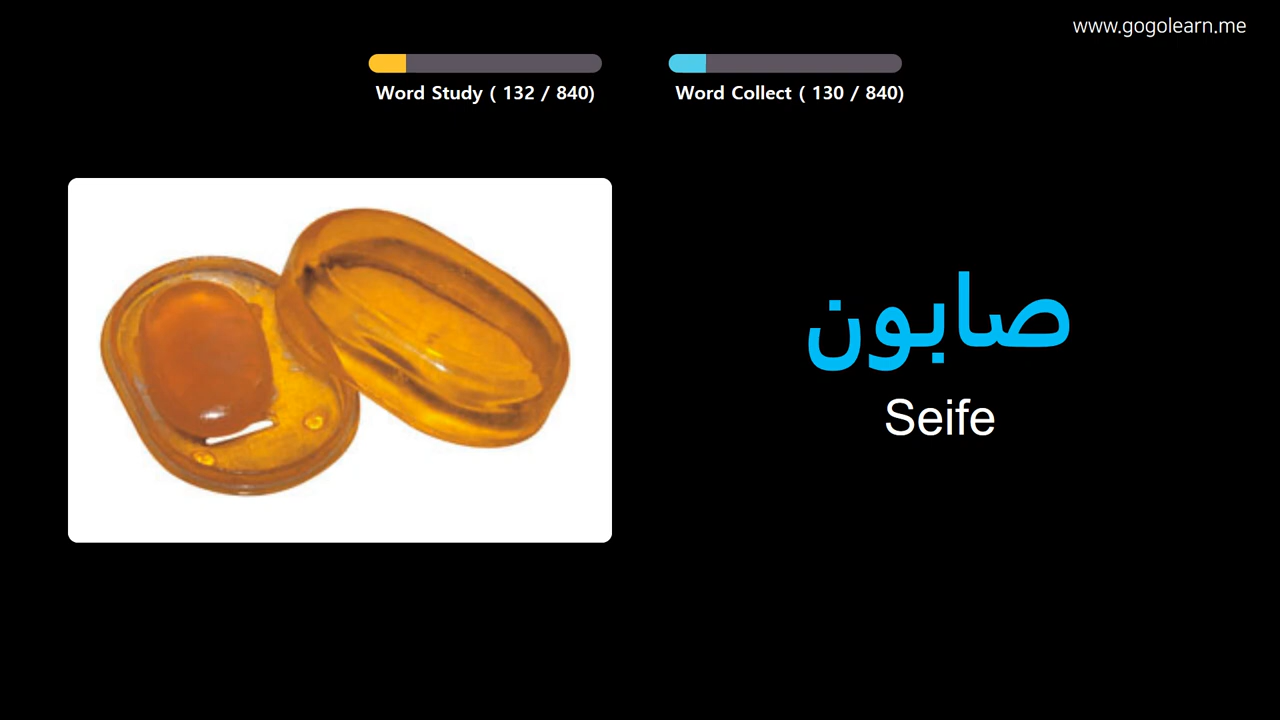 www.gogolearn.me
Word Study ( 132 / 840)
Word Collect ( 130 / 840)
صابون
Seife